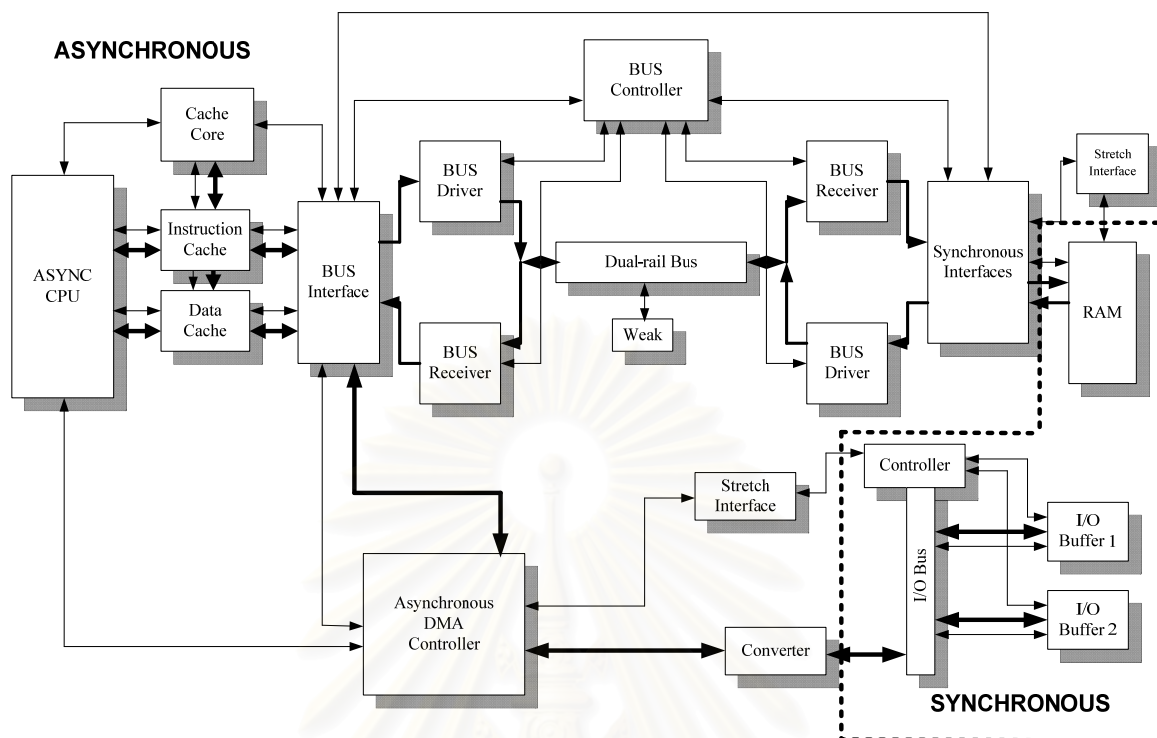 ASYNCHRONOUS
BUS
Controller
Cache
Core
BUS
Driver
BUS
Receiver
Stretch
Interface
ASYNC
CPU
Instruction
Cache
BUS
Interface
Dual-rail Bus
Synchronous
Interfaces
RAM
Data
Cache
Weak
BUS
Receiver
BUS
Driver
Controller
Stretch
Interface
I/O
Buffer 1
I/O Bus
Asynchronous
DMA
Controller
I/O
Buffer 2
Converter
SYNCHRONOUS